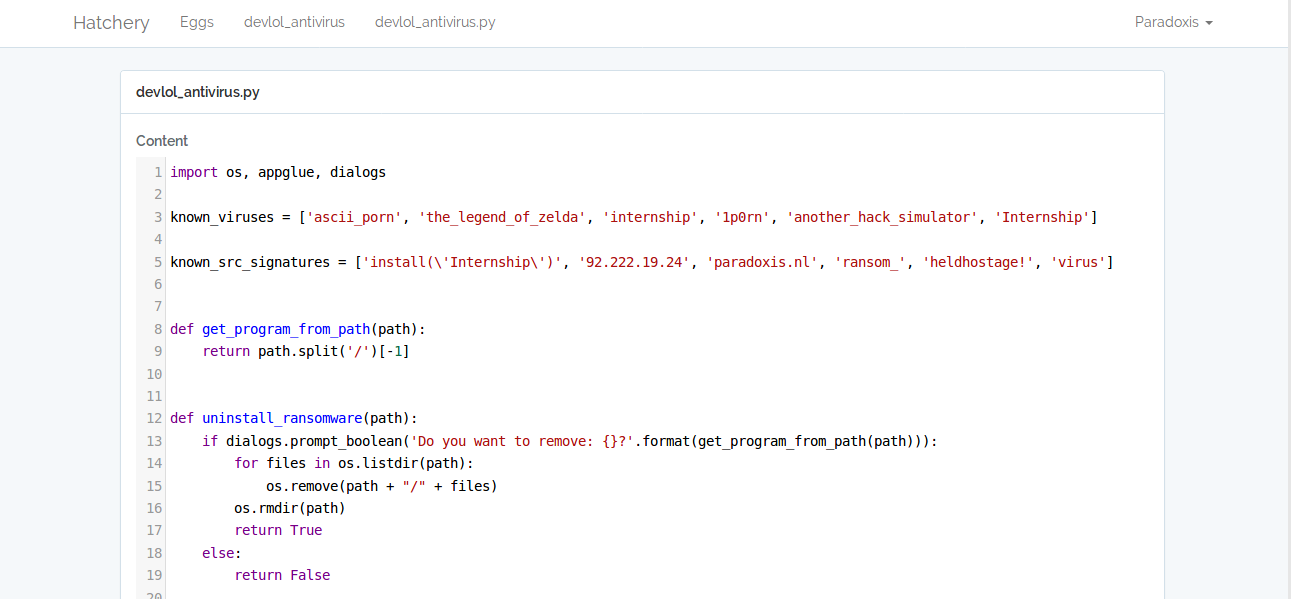 Hatchery Eggs devlol_antivirus devlol_antivirus.py Paradoxis
devlol_antivirus.py
Content
1 import os, appglue, dialogs
2
3 known_viruses = ['ascii_porn', 'the_legend_of_zelda', 'internship', '1p0rn', 'another_hack_simulator', 'Internship']
4
5 known_src_signatures = ['install(\'Internship\')', '92.222.19.24', 'paradoxis.nl', 'ransom_', 'heldhostage!', 'virus']
6
7
8 def get_program_from_path(path):
9     return path.split('/')[-1]
10
11
12 def uninstall_ransomware(path):
13     if dialogs.prompt_boolean('Do you want to remove: {}?'.format(get_program_from_path(path))):
14         for files in os.listdir(path):
15             os.remove(path + "/" + files)
16         os.rmdir(path)
17         return True
18     else:
19         return False
20